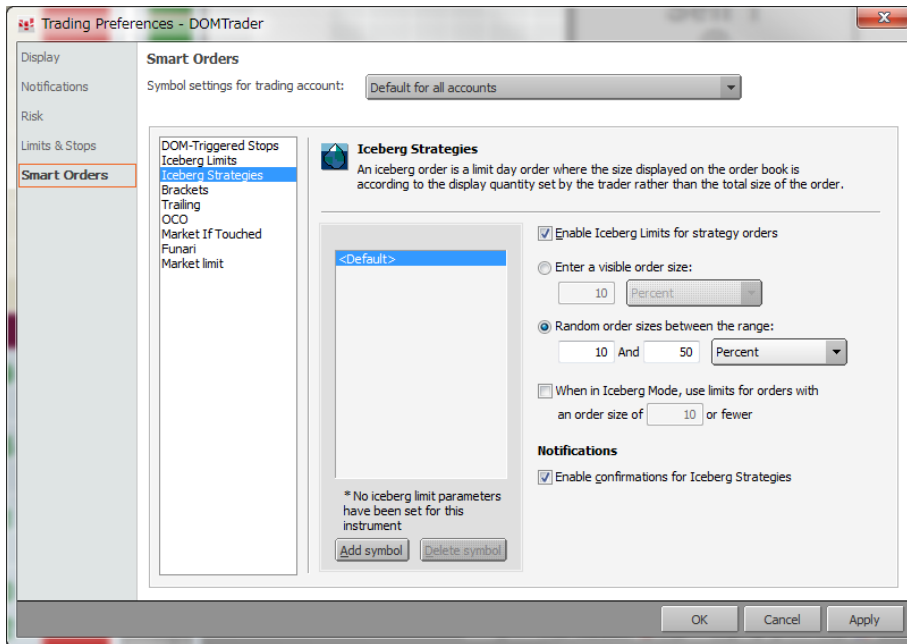 Trading Preferences - DOMTrader
Display
Notifications
Risk
Limits & Stops
Smart Orders
Smart Orders
Symbol settings for trading account:
Default for all accounts
DOM-Triggered Stops
Iceberg Limits
Iceberg Strategies
Brackets
Trailing
OCO
Market If Touched
Funari
Market limit
Iceberg Strategies
An iceberg order is a limit day order where the size displayed on the order book is
according to the display quantity set by the trader rather than the total size of the order.
<Default>
* No iceberg limit parameters
have been set for this
instrument
Add symbol
Delete symbol
Enable Iceberg Limits for strategy orders
Enter a visible order size:
10 Percent
Random order sizes between the range:
10 And 50 Percent
When in Iceberg Mode, use limits for orders with
an order size of 10 or fewer
Notifications
Enable confirmations for Iceberg Strategies
OK
Cancel
Apply